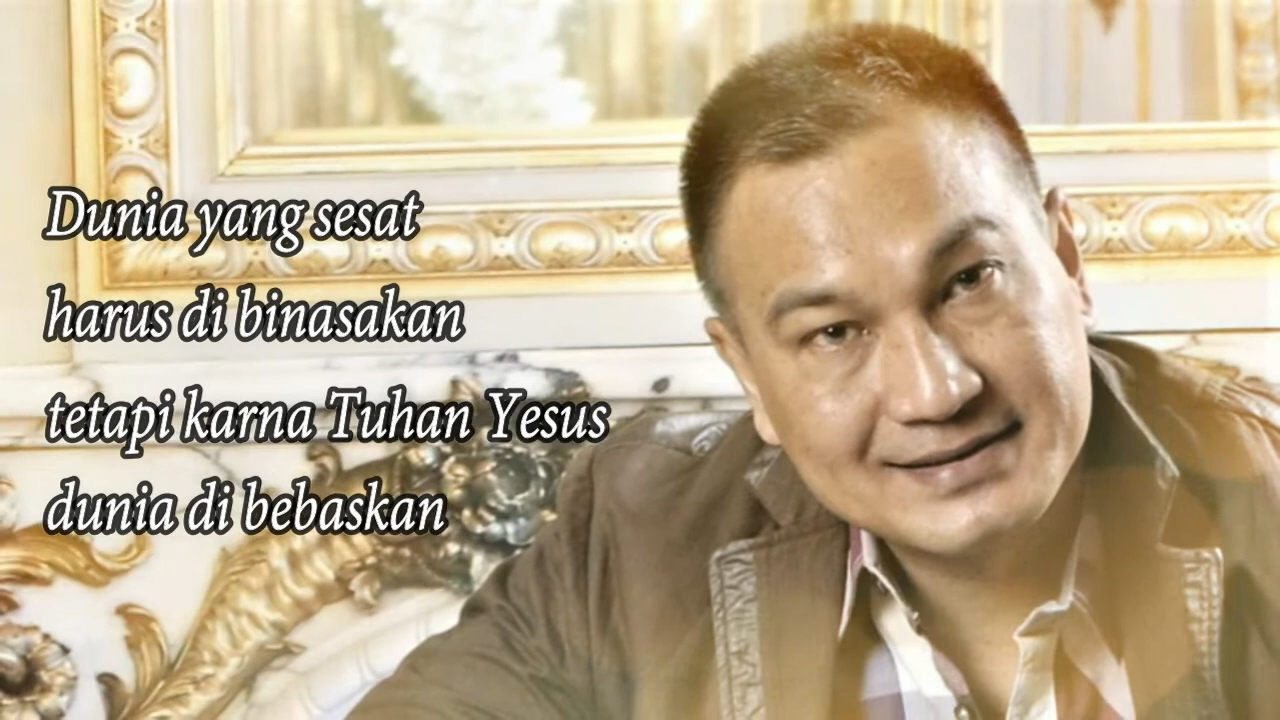 Dunia yang sesat
harus di binasakan
tetapi karna Tuhan Yesus
dunia di bebaskan